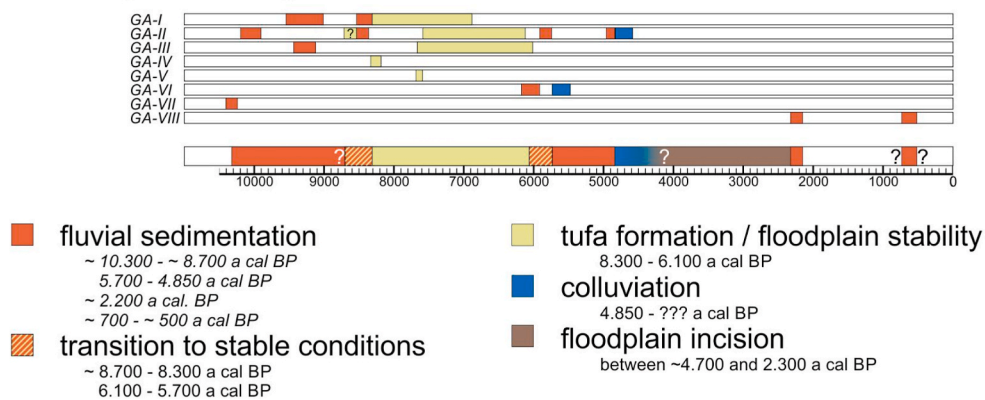 GA-I
GA-II
?
GA-III
GA-IV
GA-V
GA-VI
GA-VII
GA-VIII
? ? ? ?
10000 9000 8000 7000 6000 5000 4000 3000 2000 1000 0
fluvial sedimentation
~ 10.300 - ~ 8.700 a cal BP
5.700 - 4.850 a cal BP
~ 2.200 a cal. BP
~ 700 - ~ 500 a cal BP
transition to stable conditions
~ 8.700 - 8.300 a cal BP
6.100 - 5.700 a cal BP
tufa formation / floodplain stability
8.300 - 6.100 a cal BP
colluviation
4.850 - ??? a cal BP
floodplain incision
between ~4.700 and 2.300 a cal BP